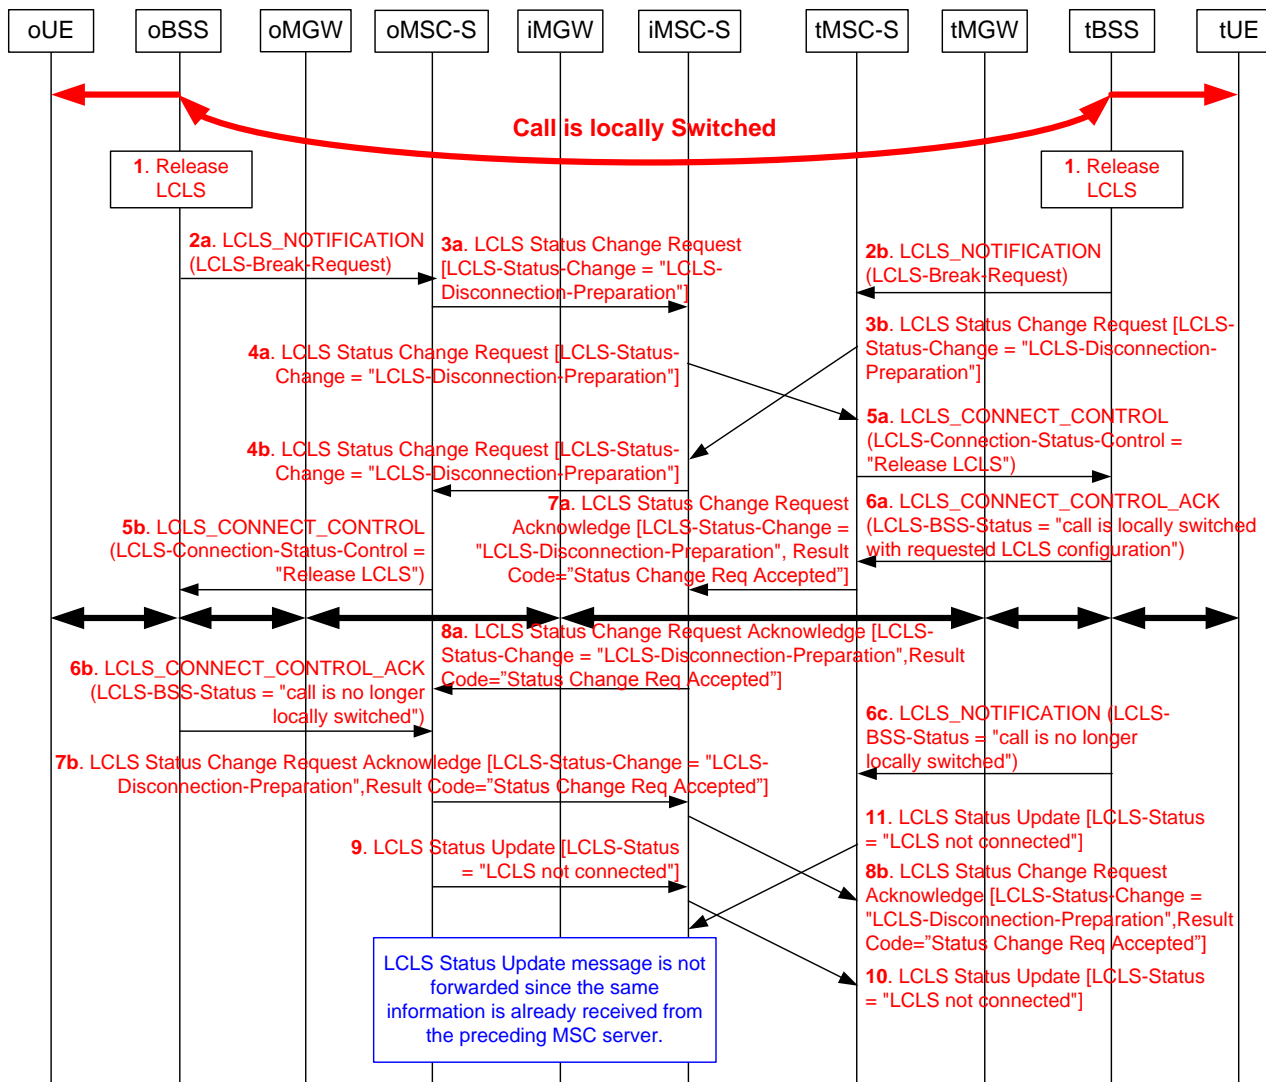 oUE
oBSS
oMGW
oMSC-S
iMGW
iMSC-S
tMSC-S
tMGW
tBSS
tUE
Call is locally Switched
1. Release
LCLS
1. Release
LCLS
2a. LCLS_NOTIFICATION
(LCLS-Break-Request)
3a. LCLS Status Change Request
[LCLS-Status-Change = "LCLS-
Disconnection-Preparation"]
2b. LCLS_NOTIFICATION
(LCLS-Break-Request)
3b. LCLS Status Change Request [LCLS-
Status-Change = "LCLS-Disconnection-
Preparation"]
4a. LCLS Status Change Request [LCLS-Status-
Change = "LCLS-Disconnection-Preparation"]
5a. LCLS_CONNECT_CONTROL
(LCLS-Connection-Status-Control =
"Release LCLS")
4b. LCLS Status Change Request [LCLS-Status-
Change = "LCLS-Disconnection-Preparation"]
7a. LCLS Status Change Request
Acknowledge [LCLS-Status-Change =
"LCLS-Disconnection-Preparation", Result
Code=”Status Change Req Accepted”]
6a. LCLS_CONNECT_CONTROL_ACK
(LCLS-BSS-Status = "call is locally switched
with requested LCLS configuration")
5b. LCLS_CONNECT_CONTROL
(LCLS-Connection-Status-Control =
"Release LCLS")
8a. LCLS Status Change Request Acknowledge [LCLS-
Status-Change = "LCLS-Disconnection-Preparation",Result
Code=”Status Change Req Accepted”]
6b. LCLS_CONNECT_CONTROL_ACK
(LCLS-BSS-Status = "call is no longer
locally switched")
6c. LCLS_NOTIFICATION (LCLS-
BSS-Status = "call is no longer
locally switched")
7b. LCLS Status Change Request Acknowledge [LCLS-Status-Change = "LCLS-
Disconnection-Preparation",Result Code=”Status Change Req Accepted”]
11. LCLS Status Update [LCLS-Status
= "LCLS not connected"]
9. LCLS Status Update [LCLS-Status
= "LCLS not connected"]
8b. LCLS Status Change Request
Acknowledge [LCLS-Status-Change =
"LCLS-Disconnection-Preparation",Result
Code=”Status Change Req Accepted”]
LCLS Status Update message is not
forwarded since the same
information is already received from
the preceding MSC server.
10. LCLS Status Update [LCLS-Status
= "LCLS not connected"]